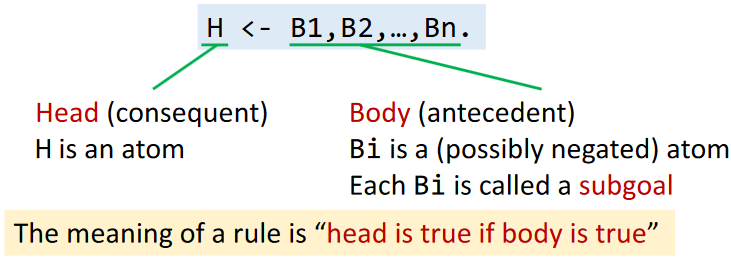 H <- B1,B2,…,Bn.
Head (consequent)
H is an atom
Body (antecedent)
Bi is a (possibly negated) atom
Each Bi is called a subgoal
The meaning of a rule is “head is true if body is true”